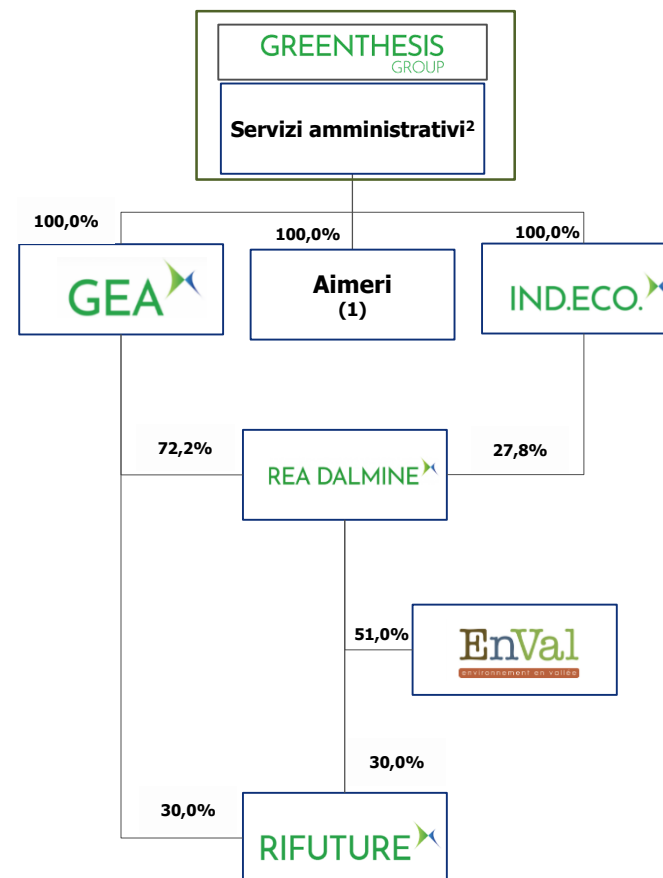 GREENTHESIS
GROUP
Servizi amministrativi²
100,0%
100,0%
100,0%
GEA
Aimeri
(1)
IND.ECO.
72,2%
REA DALMINE
27,8%
51,0%
EnVal
environnement en vallée
30,0%
30,0%
RIFUTURE